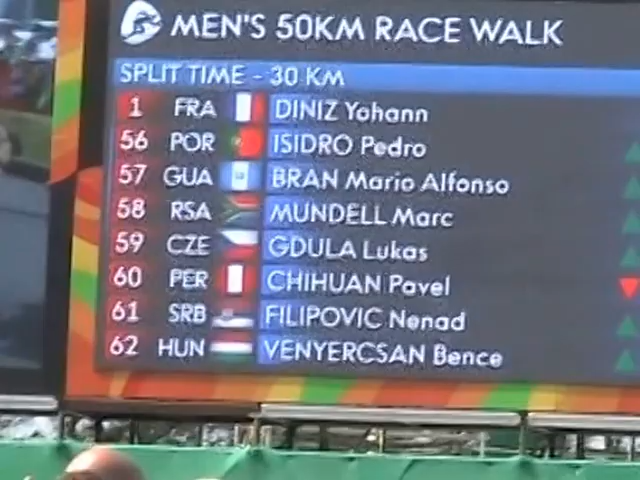 MEN'S 50KM RACE WALK
SPLIT TIME - 30 KM
1 FRA DINIZ Yohann
56 POR ISIDRO Pedro
57 GUA BRAN Mario Alfonso
58 RSA MUNDELL Marc
59 CZE GDULA Lukas
60 PER CHIHUAN Pavel
61 SRB FILIPOVIC Nenad
62 HUN VENYERCSAN Bence